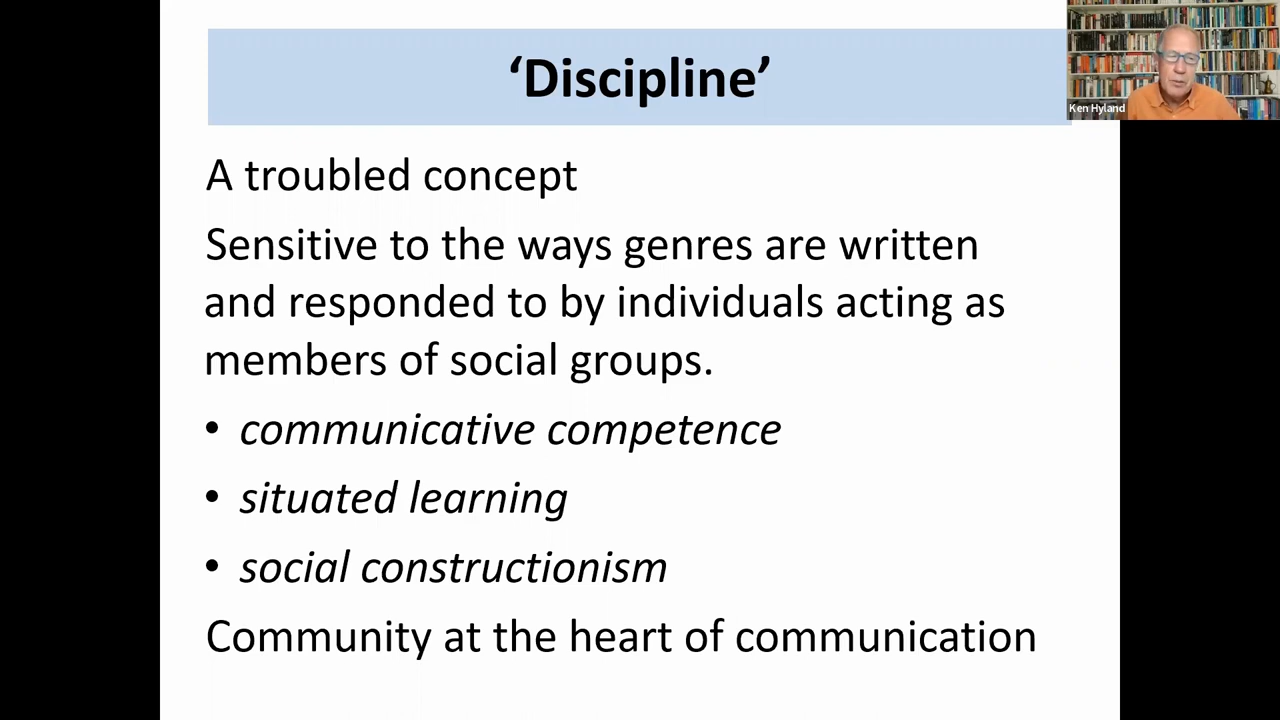 ‘Discipline’
Ken Hyland
A troubled concept
Sensitive to the ways genres are written
and responded to by individuals acting as
members of social groups.
• communicative competence
• situated learning
• social constructionism
Community at the heart of communication